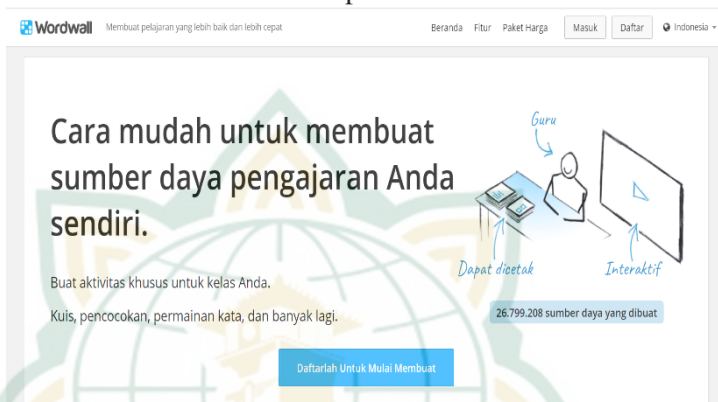 Wordwall Membuat pelajaran yang lebih baik dan lebih cepat Beranda Fitur Paket Harga Masuk Daftar Indonesia
Cara mudah untuk membuat
sumber daya pengajaran Anda
sendiri.
Buat aktivitas khusus untuk kelas Anda.
Kuis, pencocokan, permainan kata, dan banyak lagi.
Daftarlah Untuk Mulai Membuat
Guru
Dapat dicetak
Interaktif
26.799.208 sumber daya yang dibuat